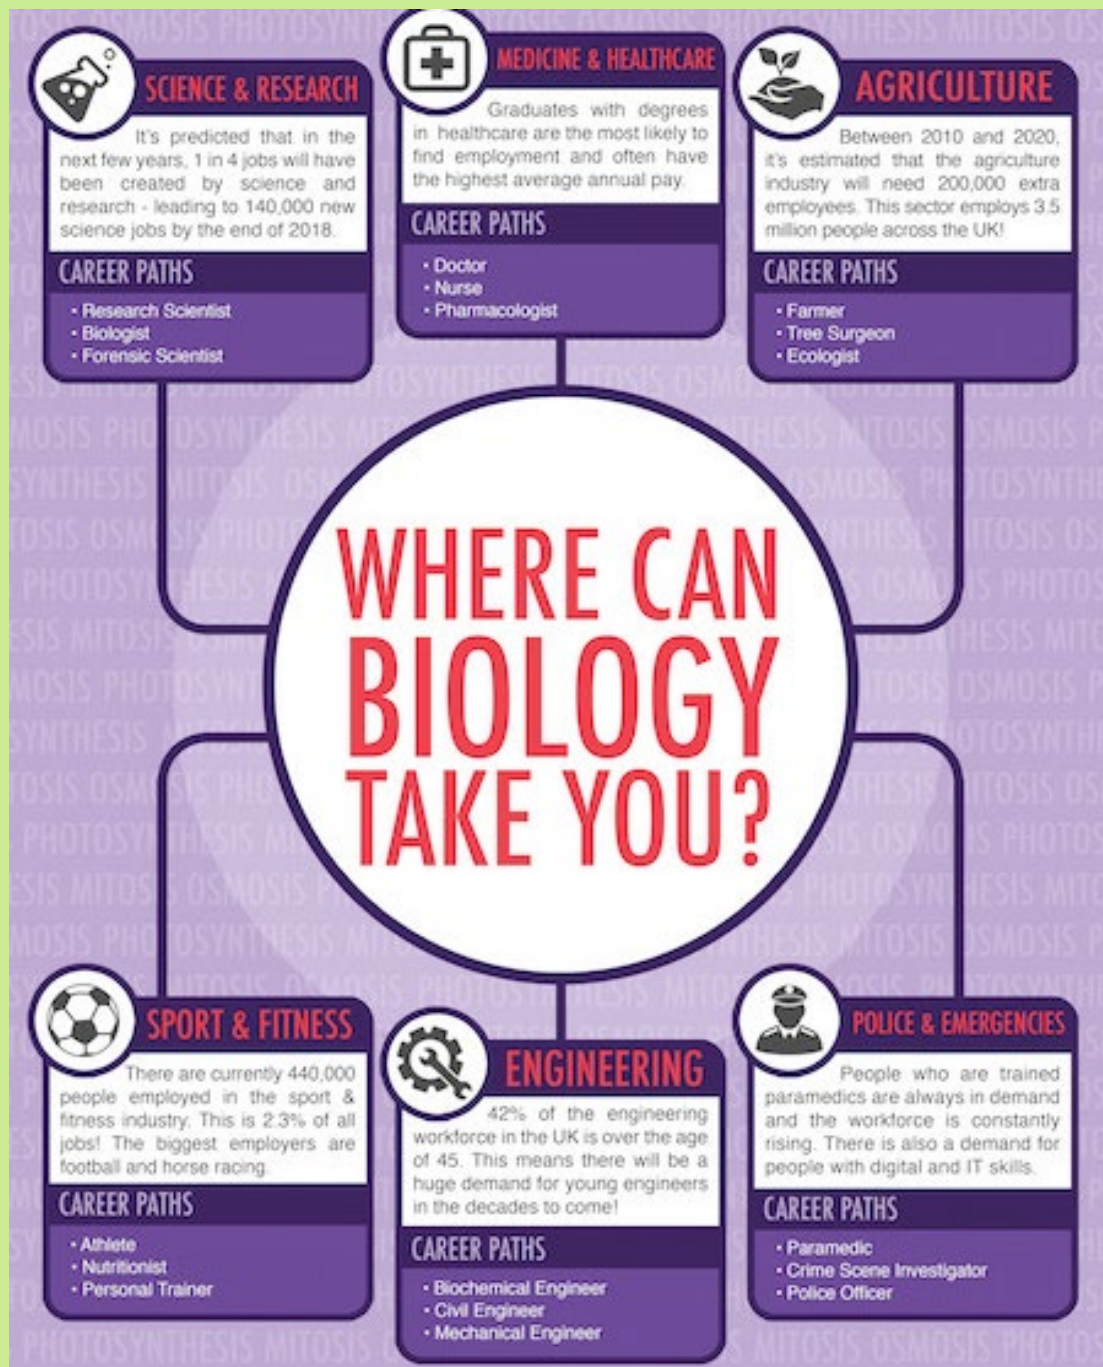 SCIENCE & RESEARCH
It's predicted that in the
next few years, 1 in 4 jobs will have
been created by science and
research - leading to 140,000 new
science jobs by the end of 2018.
CAREER PATHS
• Research Scientist
• Biologist
• Forensic Scientist
MEDICINE & HEALTHCARE
Graduates with degrees
in healthcare are the most likely to
find employment and often have
the highest average annual pay.
CAREER PATHS
• Doctor
• Nurse
• Pharmacologist
AGRICULTURE
Between 2010 and 2020,
it's estimated that the agriculture
industry will need 200,000 extra
employees. This sector employs 3.5
million people across the UK!
CAREER PATHS
• Farmer
• Tree Surgeon
• Ecologist
WHERE CAN
BIOLOGY
TAKE YOU?
SPORT & FITNESS
There are currently 440,000
people employed in the sport &
fitness industry. This is 2.3% of all
jobs! The biggest employers are
football and horse racing.
CAREER PATHS
• Athlete
• Nutritionist
• Personal Trainer
ENGINEERING
42% of the engineering
workforce in the UK is over the age
of 45. This means there will be a
huge demand for young engineers
in the decades to come!
CAREER PATHS
• Biochemical Engineer
• Civil Engineer
• Mechanical Engineer
POLICE & EMERGENCIES
People who are trained
paramedics are always in demand
and the workforce is constantly
rising. There is also a demand for
people with digital and IT skills.
CAREER PATHS
• Paramedic
• Crime Scene Investigator
• Police Officer